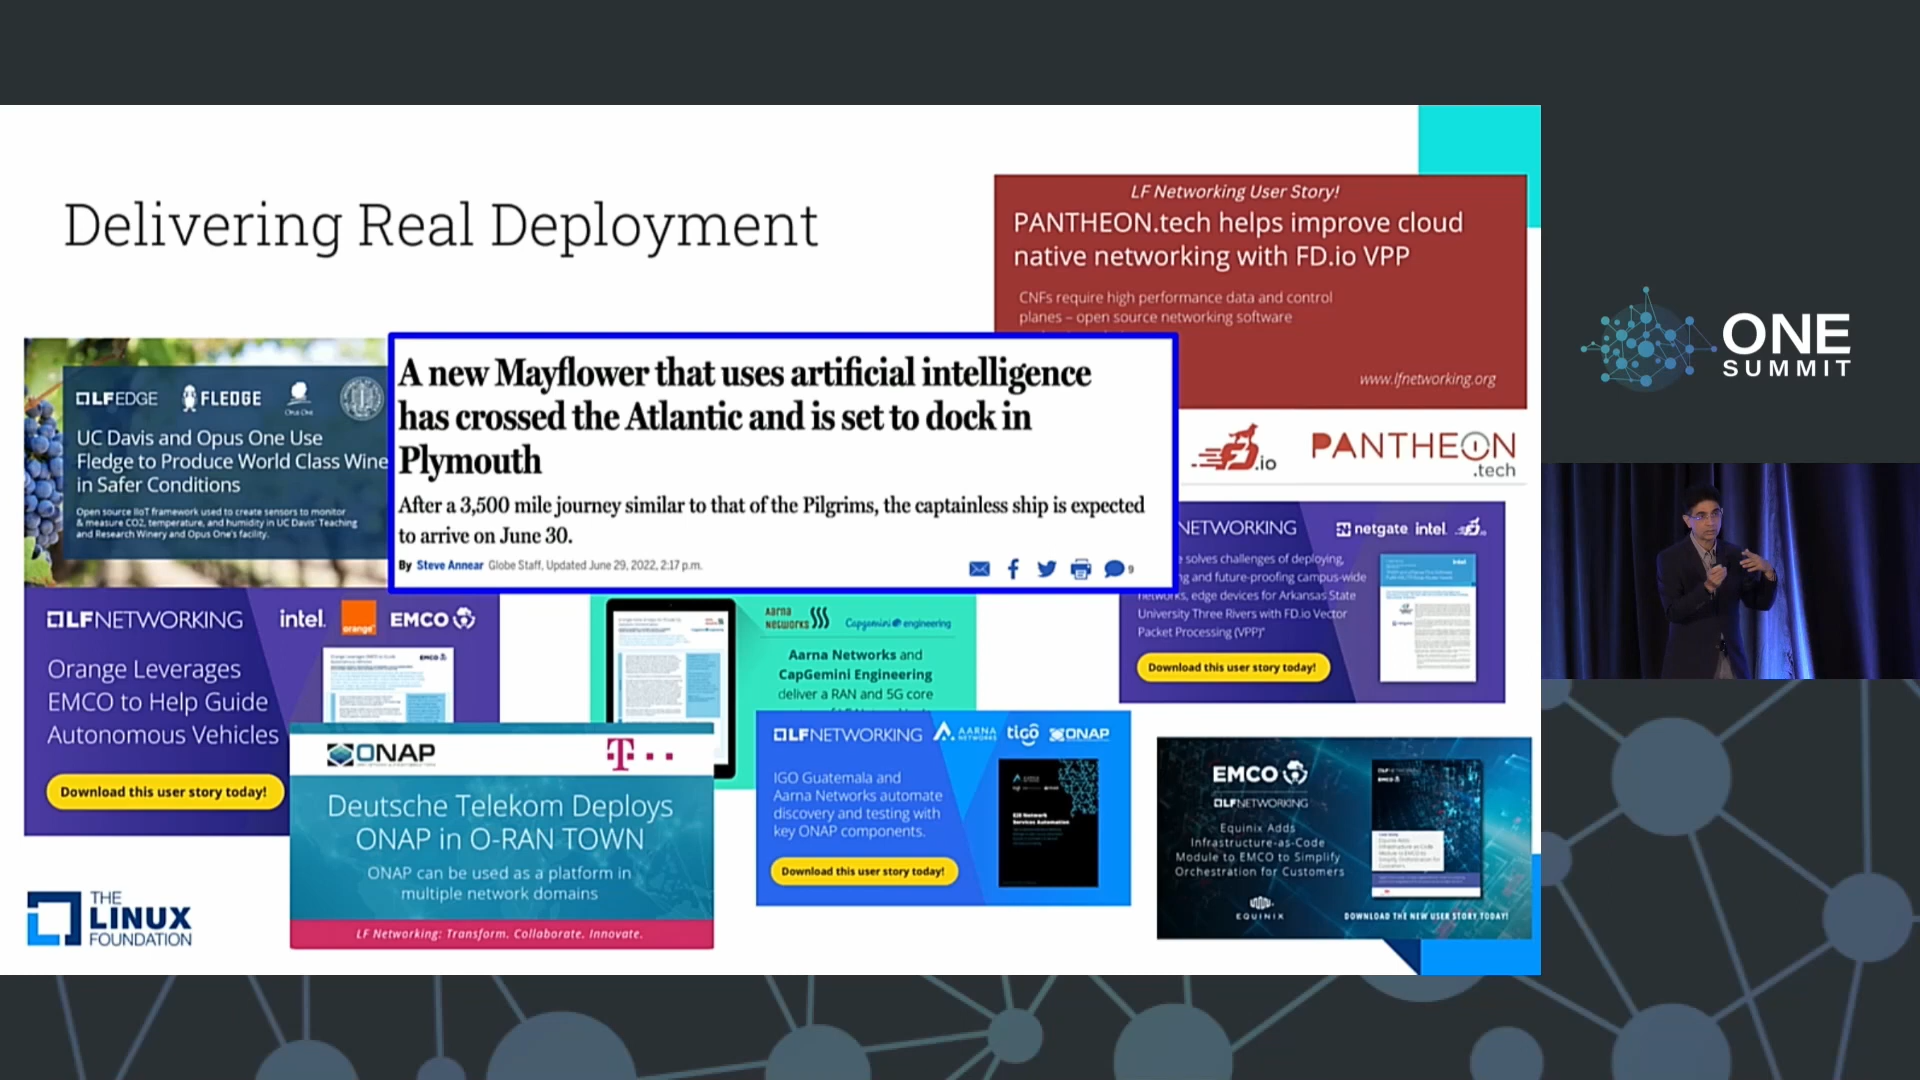 Delivering Real Deployment
LF Networking User Story!
PANTHEON.tech helps improve cloud
native networking with FD.io VPP
CNFs require high performance data and control
planes – open source networking software
www.lfnetworking.org
FD.io
PANTHEON
.tech
ONE
SUMMIT
LFEDGE
FLEDGE
OPUS ONE
UC Davis and Opus One Use
Fledge to Produce World Class Wine
in Safer Conditions
Open source IIoT framework used to create sensors to monitor
& measure CO2, temperature, and humidity in UC Davis' Teaching
and Research Winery and Opus One's facility.
A new Mayflower that uses artificial intelligence
has crossed the Atlantic and is set to dock in
Plymouth
After a 3,500 mile journey similar to that of the Pilgrims, the captainless ship is expected
to arrive on June 30.
By Steve Annear Globe Staff, Updated June 29, 2022, 2:17 p.m.
9
NETWORKING
netgate intel
solves challenges of deploying,
and future-proofing campus-wide
networks, edge devices for Arkansas State
University Three Rivers with FD.io Vector
Packet Processing (VPP)"
Download this user story today!
LFNETWORKING
intel
orange
EMCO
Orange Leverages
EMCO to Help Guide
Autonomous Vehicles
Download this user story today!
Aarna
Networks
Capgemini engineering
Aarna Networks and
CapGemini Engineering
deliver a RAN and 5G core
ONAP
T
Deutsche Telekom Deploys
ONAP in O-RAN TOWN
ONAP can be used as a platform in
multiple network domains
LF Networking: Transform. Collaborate. Innovate.
LFNETWORKING
AARNA
NETWORKS
tigo
ONAP
IGO Guatemala and
Aarna Networks automate
discovery and testing with
key ONAP components.
Download this user story today!
E2E Network
Services Automation
EMCO
LFNETWORKING
Equinix Adds
Infrastructure-as-Code
Module to EMCO to Simplify
Orchestration for Customers
EQUINIX
DOWNLOAD THE NEW USER STORY TODAY!
THE
LINUX
FOUNDATION